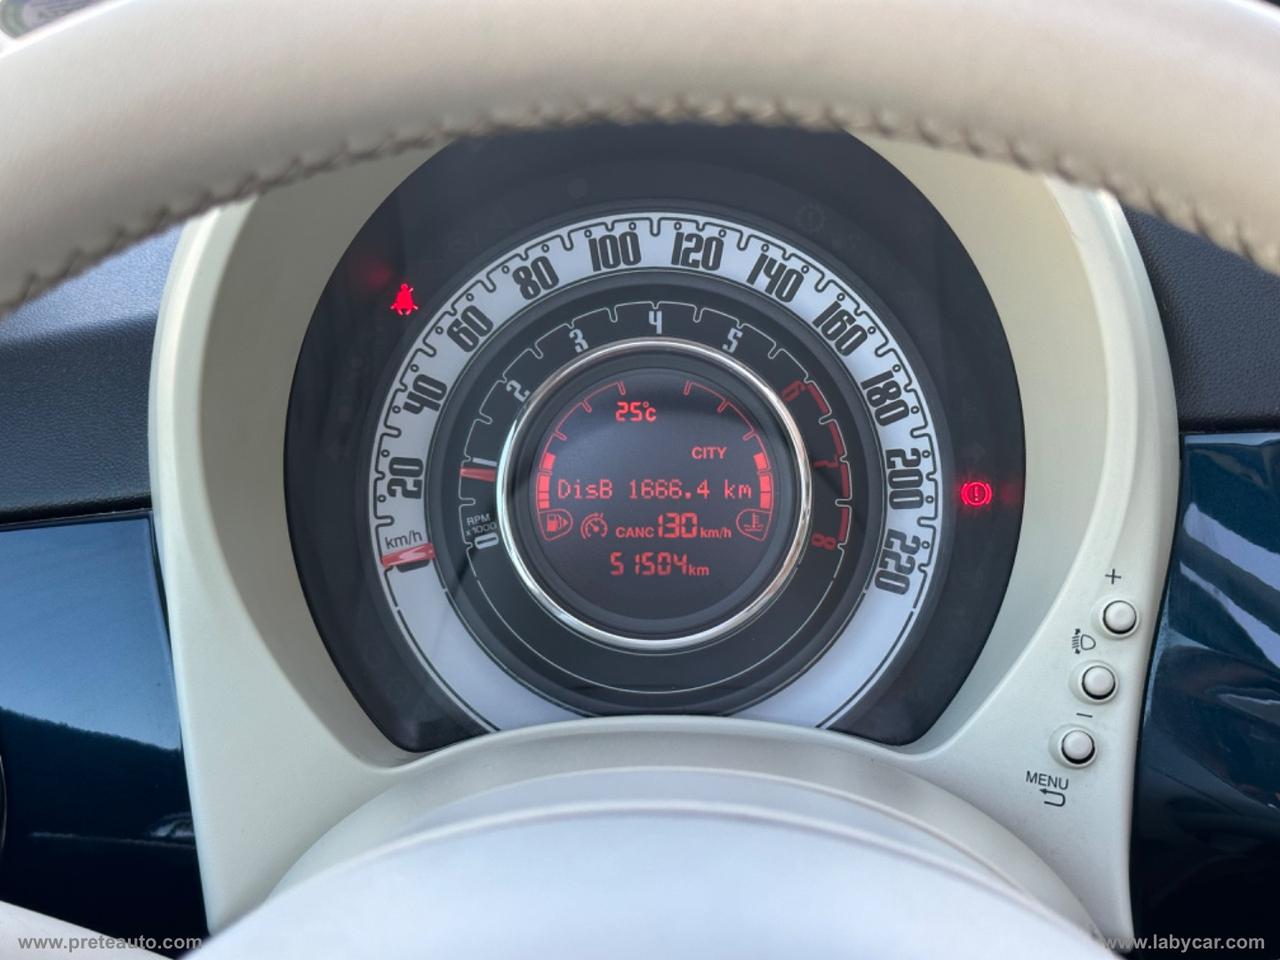 0 20 40 60 80 100 120 140 160 180 200 220
km/h
0 1 2 3 4 5 6 7 8
RPM
x1000
25°c
CITY
DisB 1666.4 km
CANC 130 km/h
51504 km
+
−
MENU
www.preteauto.com
www.labycar.com